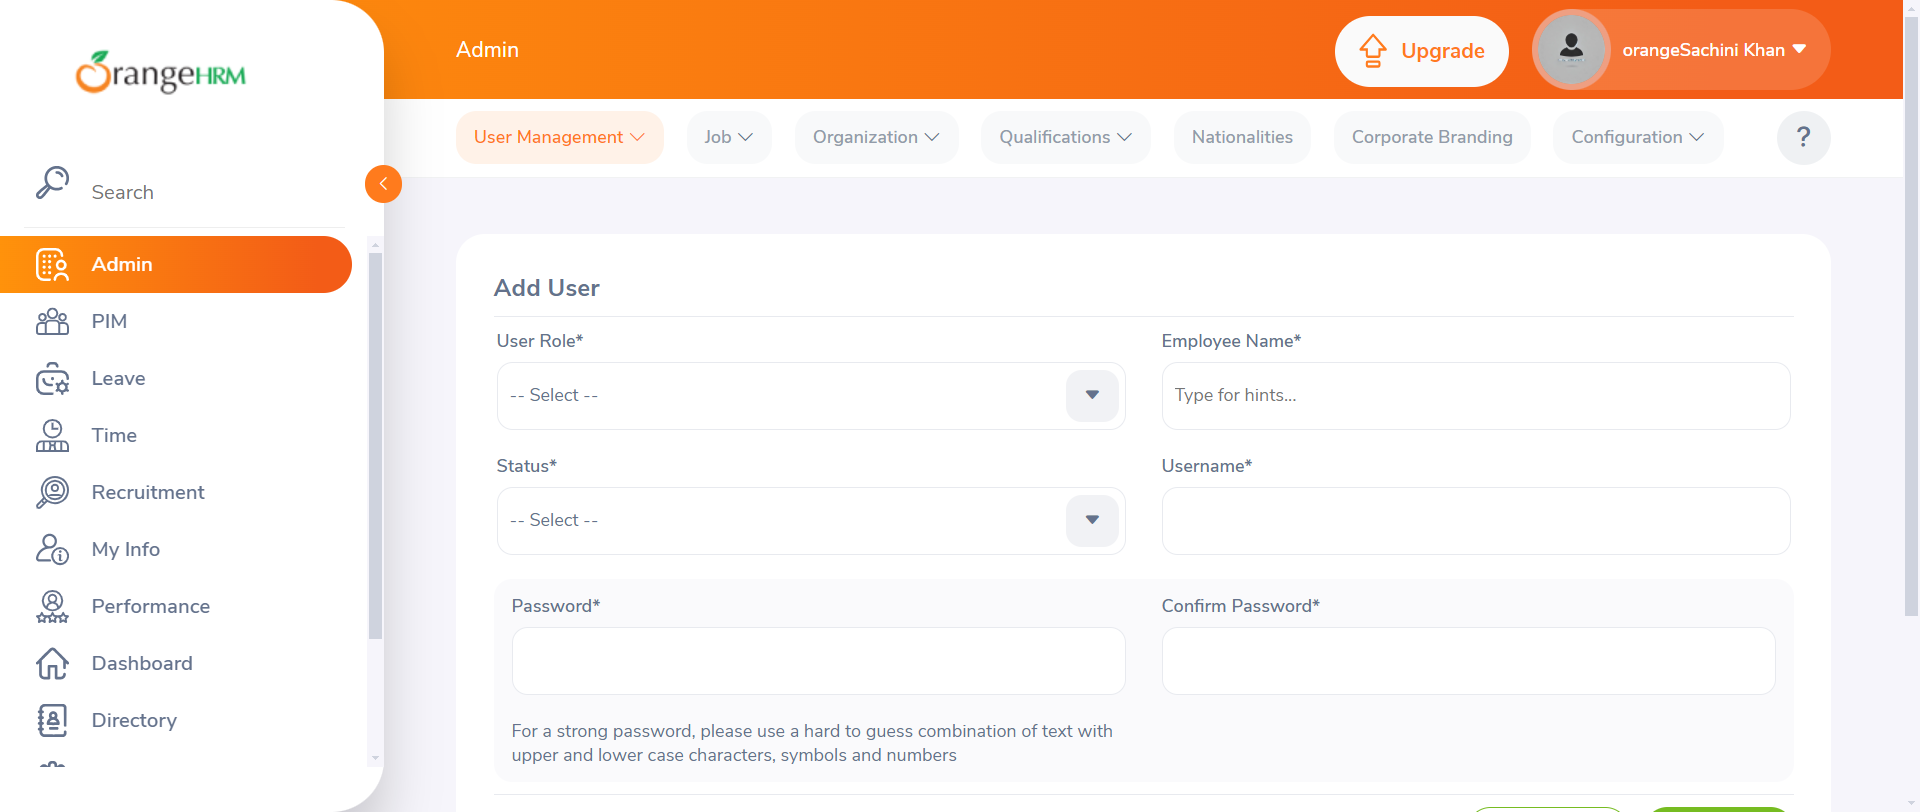 OrangeHRM
Search
Admin
PIM
Leave
Time
Recruitment
My Info
Performance
Dashboard
Directory
Admin
Upgrade
orangeSachini Khan
User Management
Job
Organization
Qualifications
Nationalities
Corporate Branding
Configuration
?
Add User
User Role*
Employee Name*
-- Select --
Type for hints...
Status*
Username*
-- Select --
Password*
Confirm Password*
For a strong password, please use a hard to guess combination of text with
upper and lower case characters, symbols and numbers